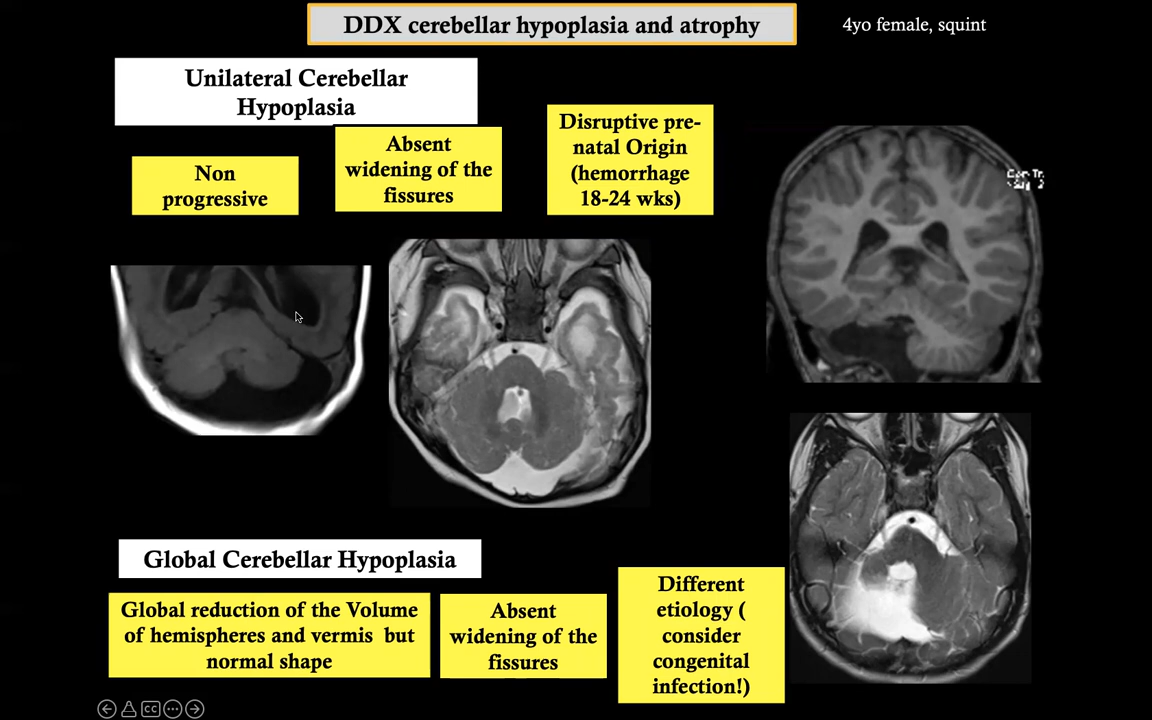 DDX cerebellar hypoplasia and atrophy
4yo female, squint
Unilateral Cerebellar
Hypoplasia
Non
progressive
Absent
widening of the
fissures
Disruptive pre-
natal Origin
(hemorrhage
18-24 wks)
Global Cerebellar Hypoplasia
Global reduction of the Volume
of hemispheres and vermis but
normal shape
Absent
widening of the
fissures
Different
etiology (
consider
congenital
infection!)
CC